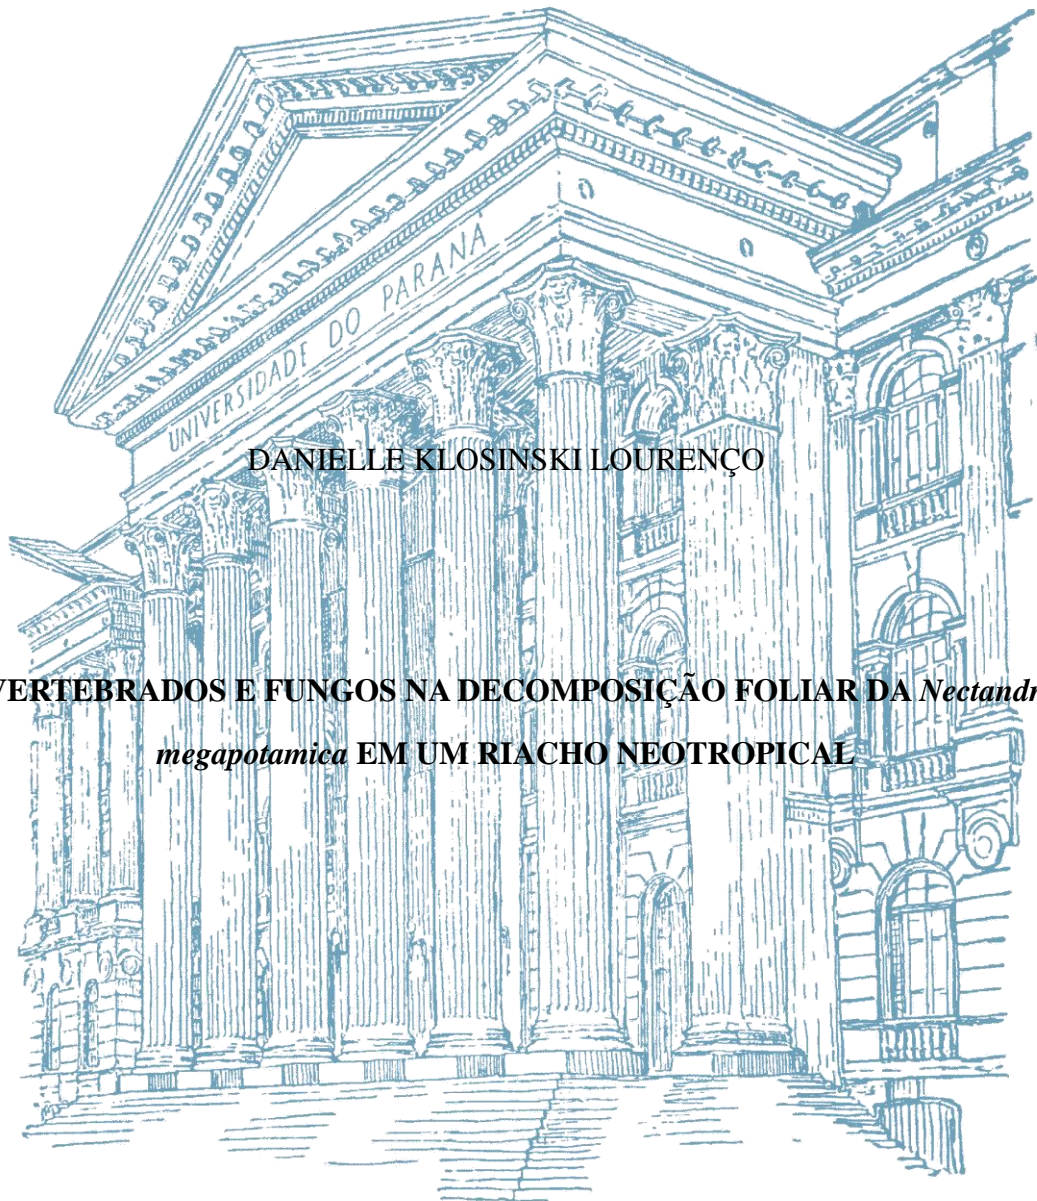 UNIVERSIDADE DO PARANÁ
DANIELLE KLOSINSKI LOURENÇO
VERTEBRADOS E FUNGOS NA DECOMPOSIÇÃO FOLIAR DA Nectandr
megapotamica EM UM RIACHO NEOTROPICAL